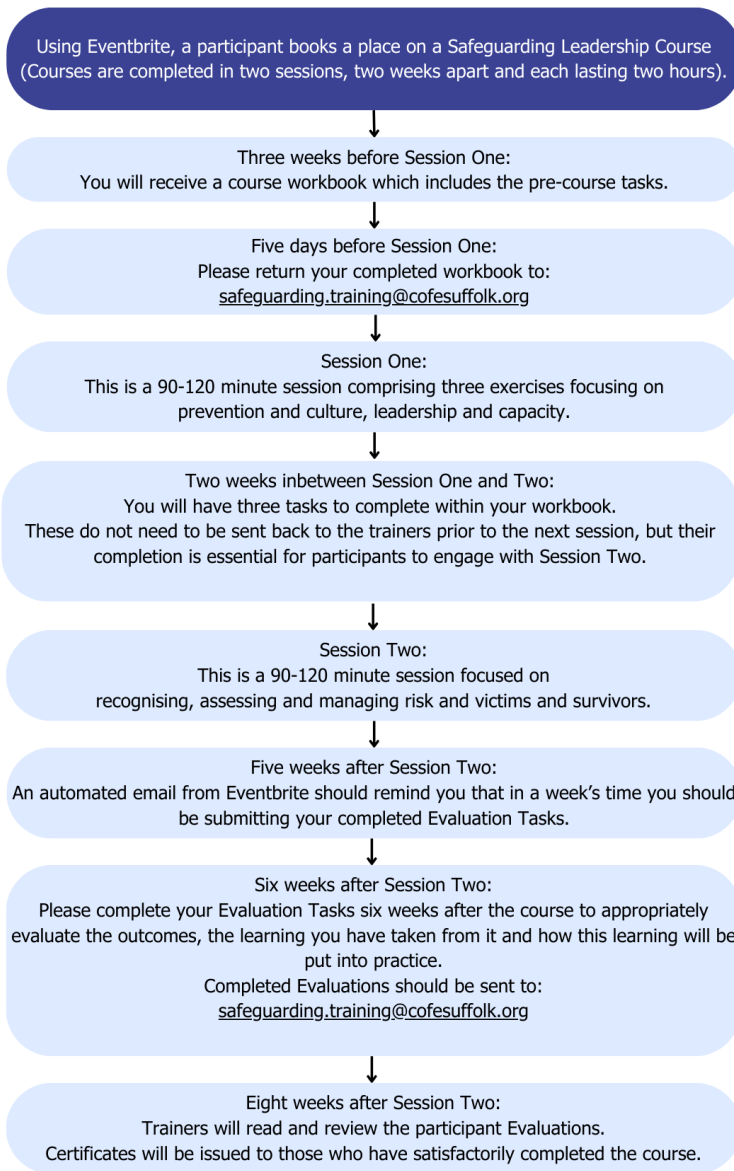 Using Eventbrite, a participant books a place on a Safeguarding Leadership Course
(Courses are completed in two sessions, two weeks apart and each lasting two hours).
Three weeks before Session One:
You will receive a course workbook which includes the pre-course tasks.
Five days before Session One:
Please return your completed workbook to:
safeguarding.training@cofesuffolk.org
Session One:
This is a 90-120 minute session comprising three exercises focusing on
prevention and culture, leadership and capacity.
Two weeks inbetween Session One and Two:
You will have three tasks to complete within your workbook.
These do not need to be sent back to the trainers prior to the next session, but their
completion is essential for participants to engage with Session Two.
Session Two:
This is a 90-120 minute session focused on
recognising, assessing and managing risk and victims and survivors.
Five weeks after Session Two:
An automated email from Eventbrite should remind you that in a week's time you should
be submitting your completed Evaluation Tasks.
Six weeks after Session Two:
Please complete your Evaluation Tasks six weeks after the course to appropriately
evaluate the outcomes, the learning you have taken from it and how this learning will be
put into practice.
Completed Evaluations should be sent to:
safeguarding.training@cofesuffolk.org
Eight weeks after Session Two:
Trainers will read and review the participant Evaluations.
Certificates will be issued to those who have satisfactorily completed the course.